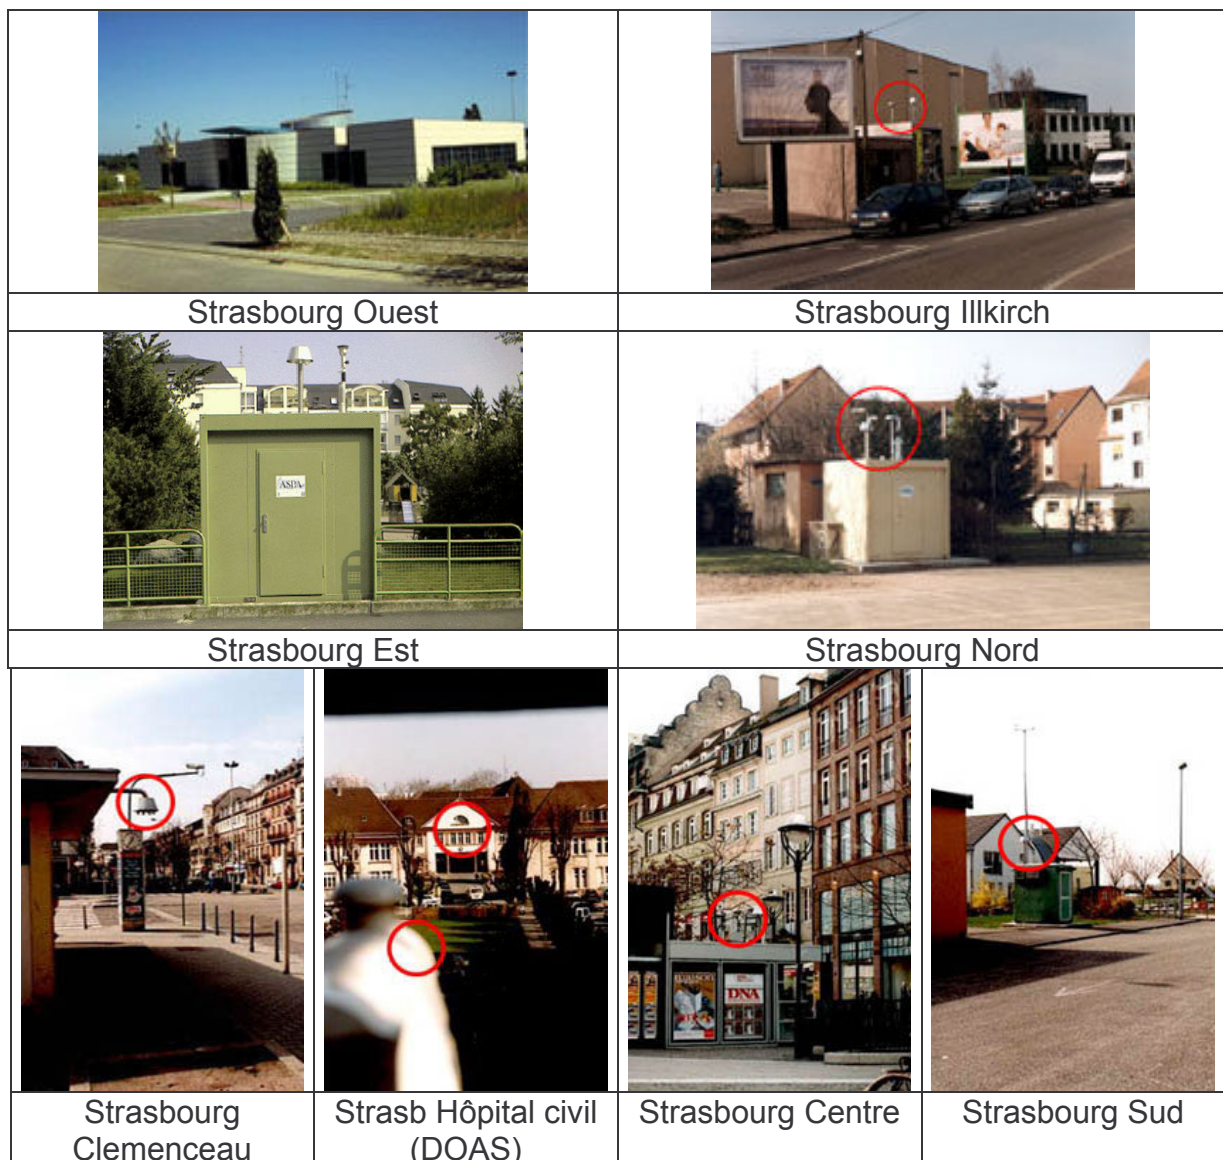 Strasbourg Ouest
Strasbourg Illkirch
ASPA
Strasbourg Est
Strasbourg Nord
DNA
Strasbourg
Clemenceau
Strasb Hôpital civil
(DOAS)
Strasbourg Centre
Strasbourg Sud